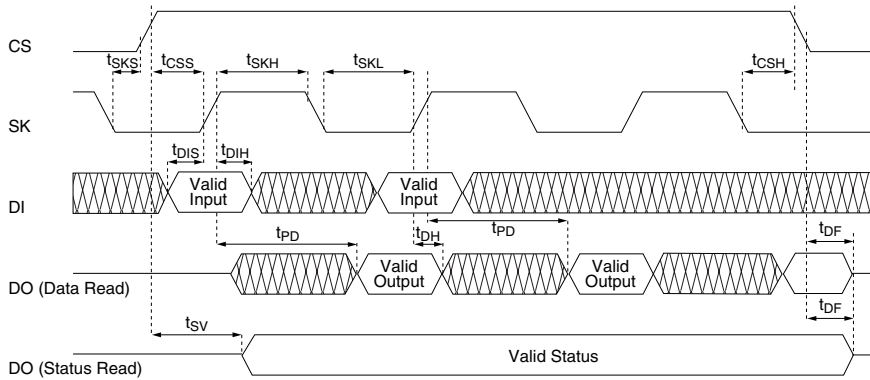 CS
tSKS
tCSS
tSKH
tSKL
tCSH
SK
tDIS
tDIH
DI
Valid
Input
Valid
Input
tPD
tDH
tPD
tDF
DO (Data Read)
Valid
Output
Valid
Output
tDF
tSV
DO (Status Read)
Valid Status